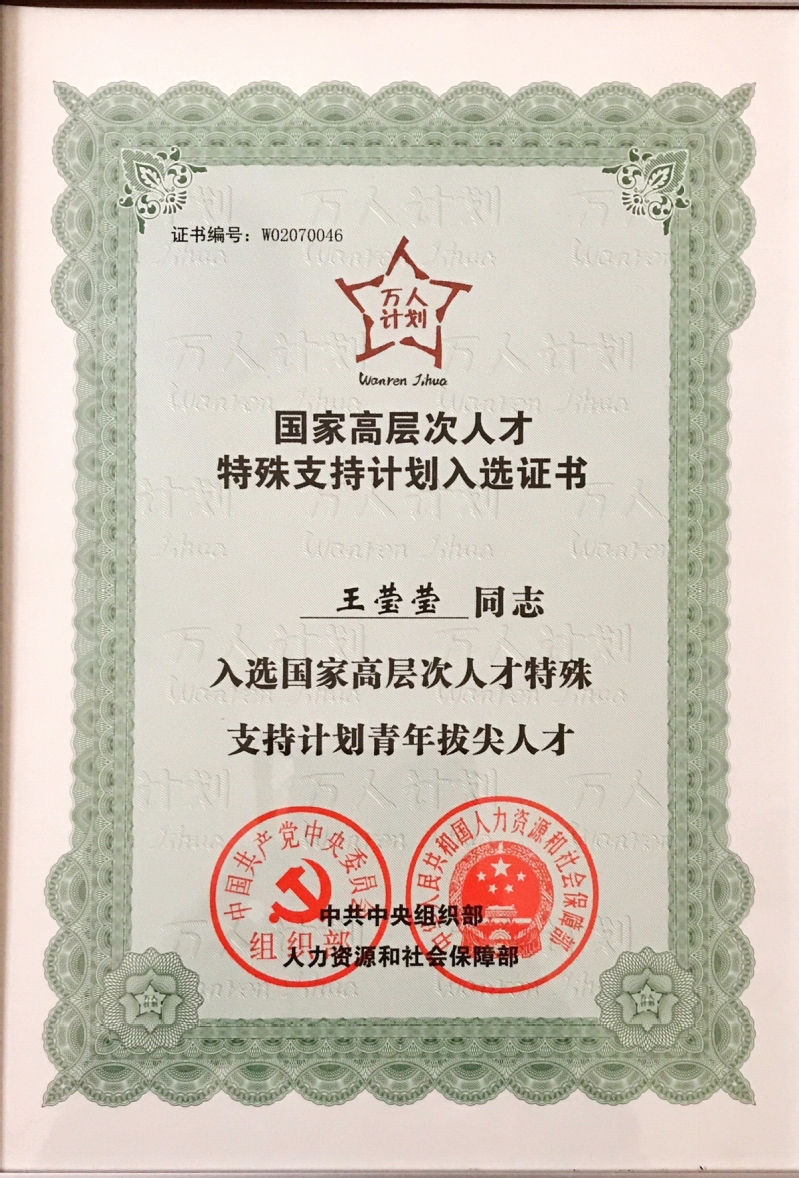 证书编号：W02070046
万人
计划
Wanren Jihua
国家高层次人才
特殊支持计划入选证书
王莹莹 同志
入选国家高层次人才特殊
支持计划青年拔尖人才
中国共产党中央委员会
组织部
中华人民共和国人力资源和社会保障部
中共中央组织部
人力资源和社会保障部